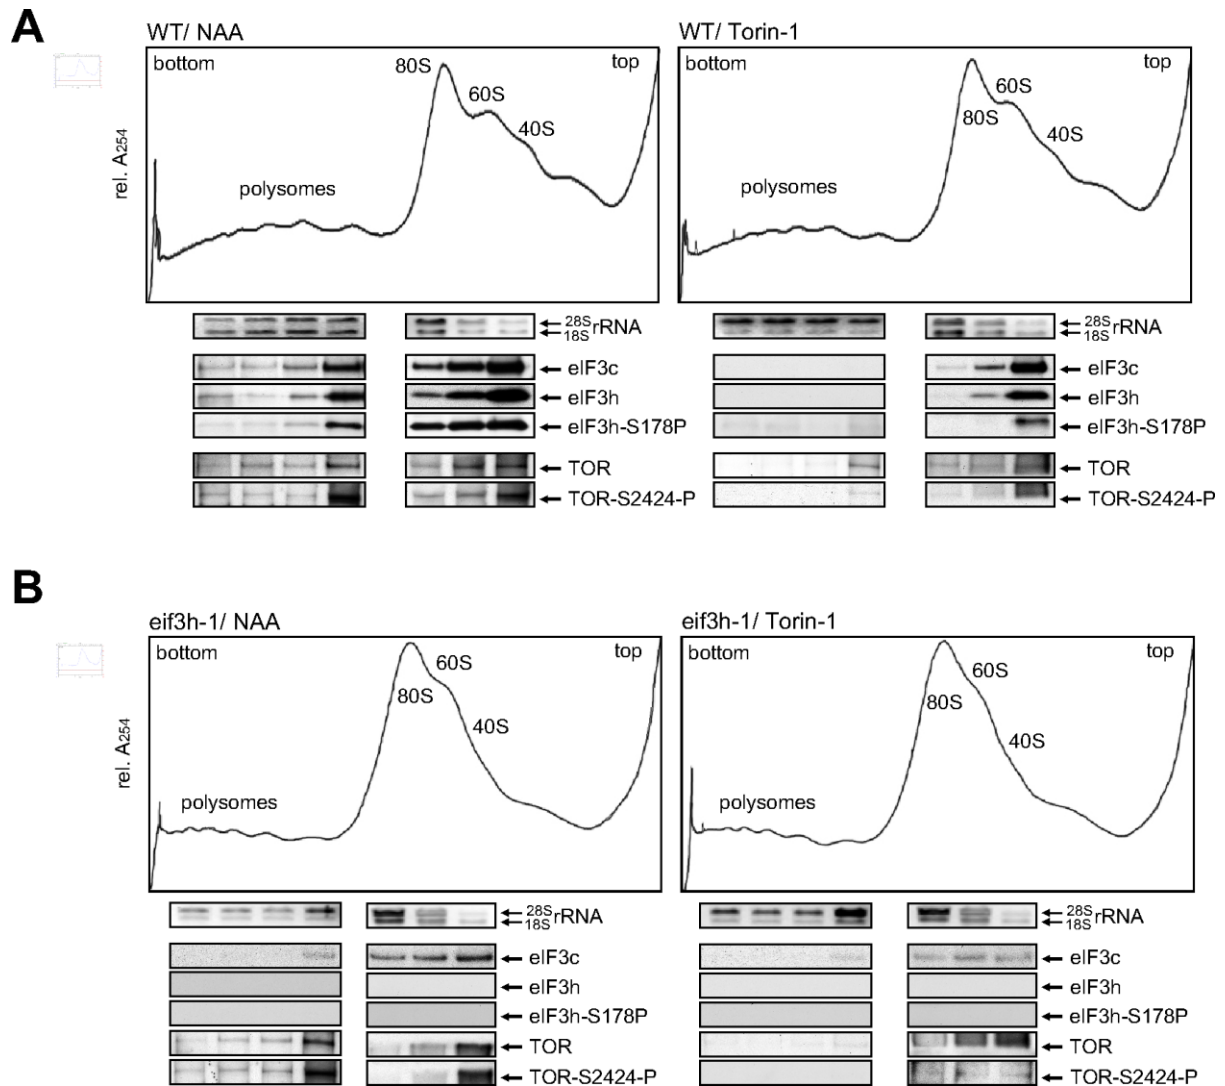 A
WT/ NAA
WT/ Torin-1
bottom
80S
60S
40S
top
bottom
80S
60S
40S
top
rel. A254
polysomes
polysomes
28S
18S rRNA
eIF3c
eIF3h
eIF3h-S178P
TOR
TOR-S2424-P
28S
18S rRNA
eIF3c
eIF3h
eIF3h-S178P
TOR
TOR-S2424-P
B
eif3h-1/ NAA
eif3h-1/ Torin-1
bottom
60S
80S
40S
top
bottom
60S
80S
40S
top
rel. A254
polysomes
polysomes
28S
18S rRNA
eIF3c
eIF3h
eIF3h-S178P
TOR
TOR-S2424-P
28S
18S rRNA
eIF3c
eIF3h
eIF3h-S178P
TOR
TOR-S2424-P